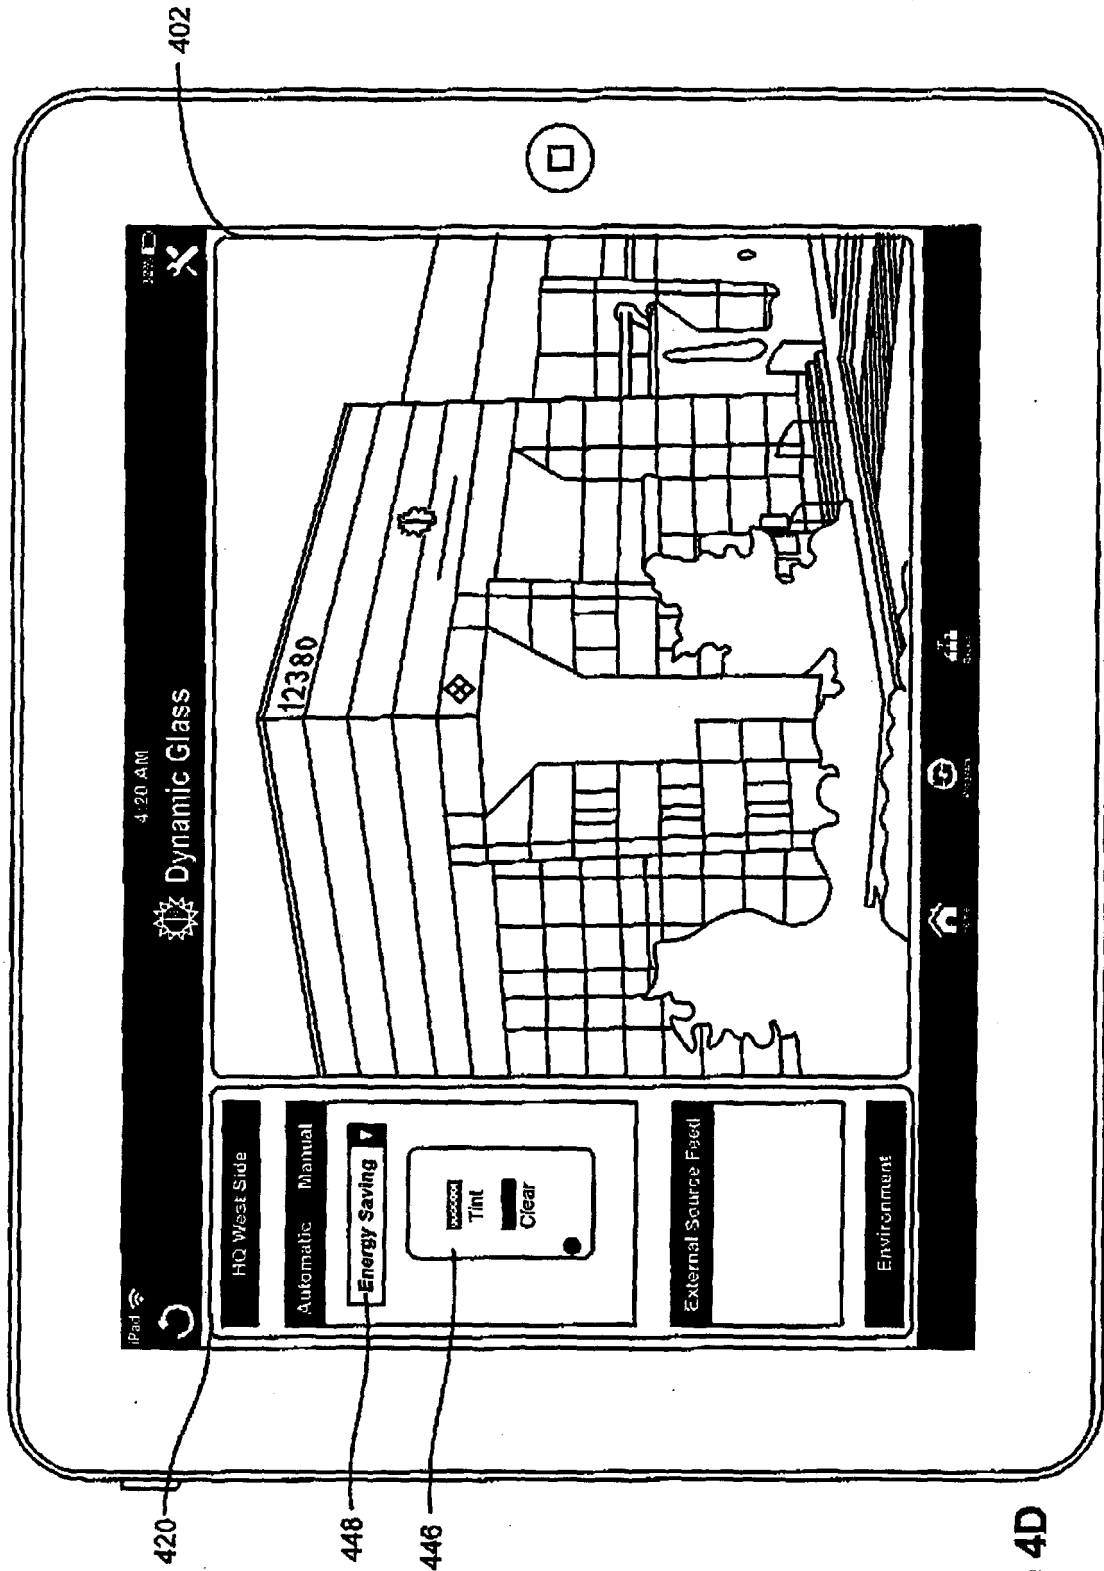 402
iPad
4:20 AM
Dynamic Glass
12380
HQ West Side
Automatic Manual
Energy Saving
Tint
Clear
External Source Feed
Environment
420
448
446
4D